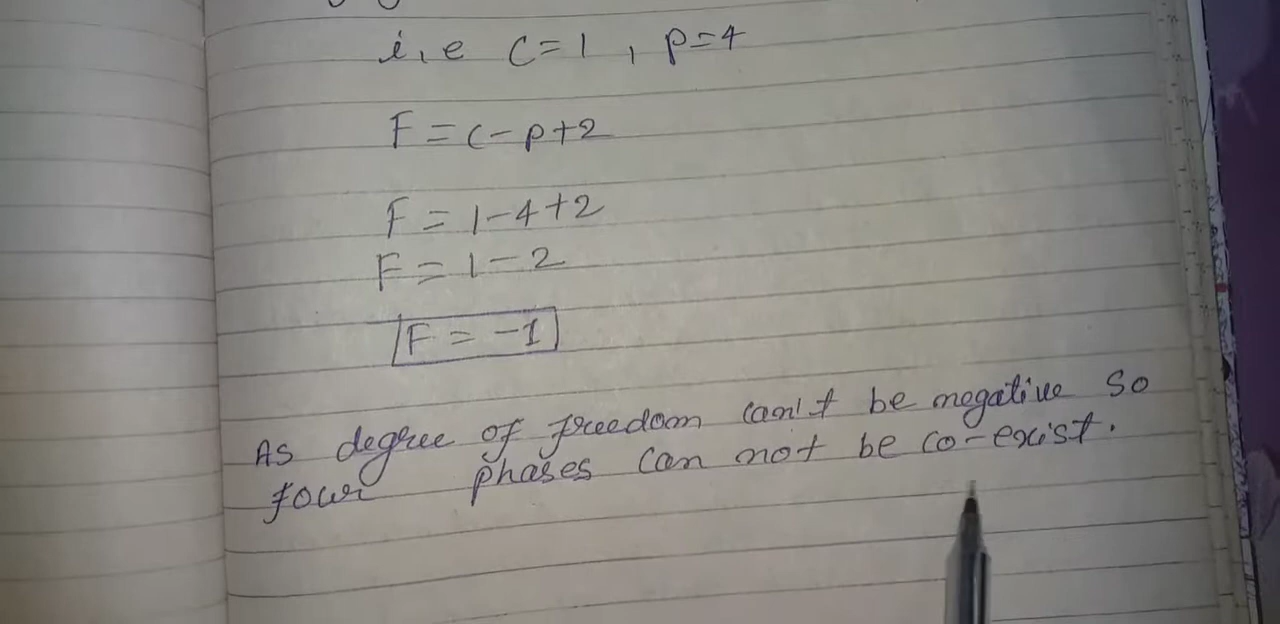 i,e C=1, P=4
F=C-P+2
F = 1-4+2
F = 1-2
F = -1
As degree of freedom can't be negative so
four phases can not be co-exist.